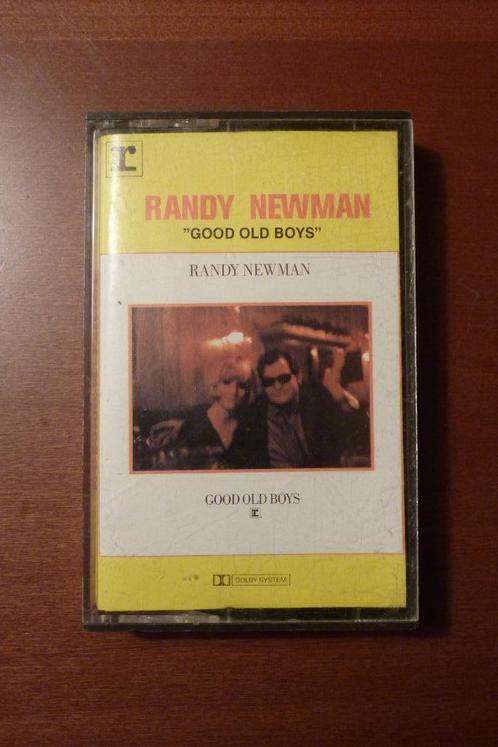 r
RANDY NEWMAN
"GOOD OLD BOYS"
RANDY NEWMAN
GOOD OLD BOYS
r
DOLBY SYSTEM